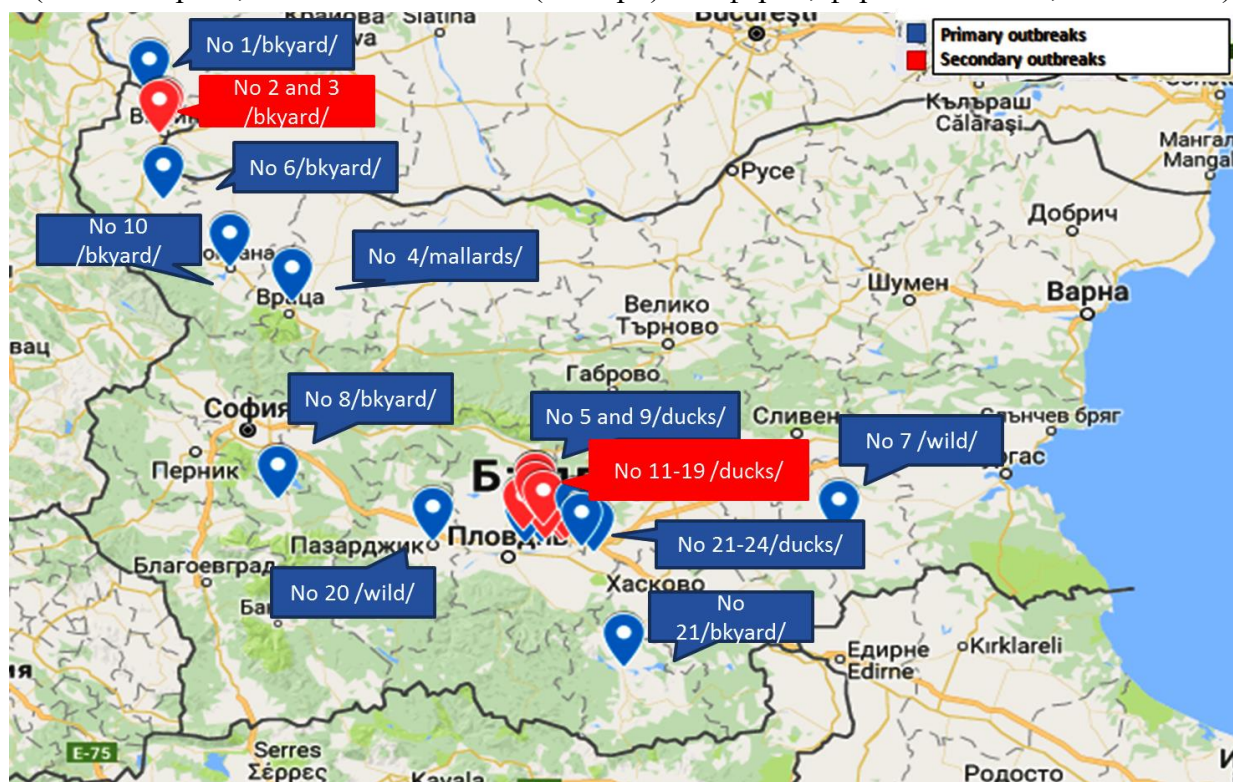 Крайова
Slatina
București
Primary outbreaks
Secondary outbreaks
No 1/bkyard/
No 2 and 3
/bkyard/
Кълъраш
Călărași
Мангал
Mangal
No 6/bkyard/
Русе
Добрич
No 10
/bkyard/
No 4/mallards/
Враца
Шумен
Варна
Велико
Търново
вац
Габрово
No 8/bkyard/
София
No 5 and 9/ducks/
Сливен
Слънчев бряг
No 7 /wild/
Перник
No 11-19 /ducks/
Пазарджик
Пловдив
No 21-24/ducks/
Благоевград
Хасково
No 20 /wild/
No
21/bkyard/
Едирне
Edirne
Kırklareli
ия
E-75
Serres
Σέρρες
Kavala
Родосто